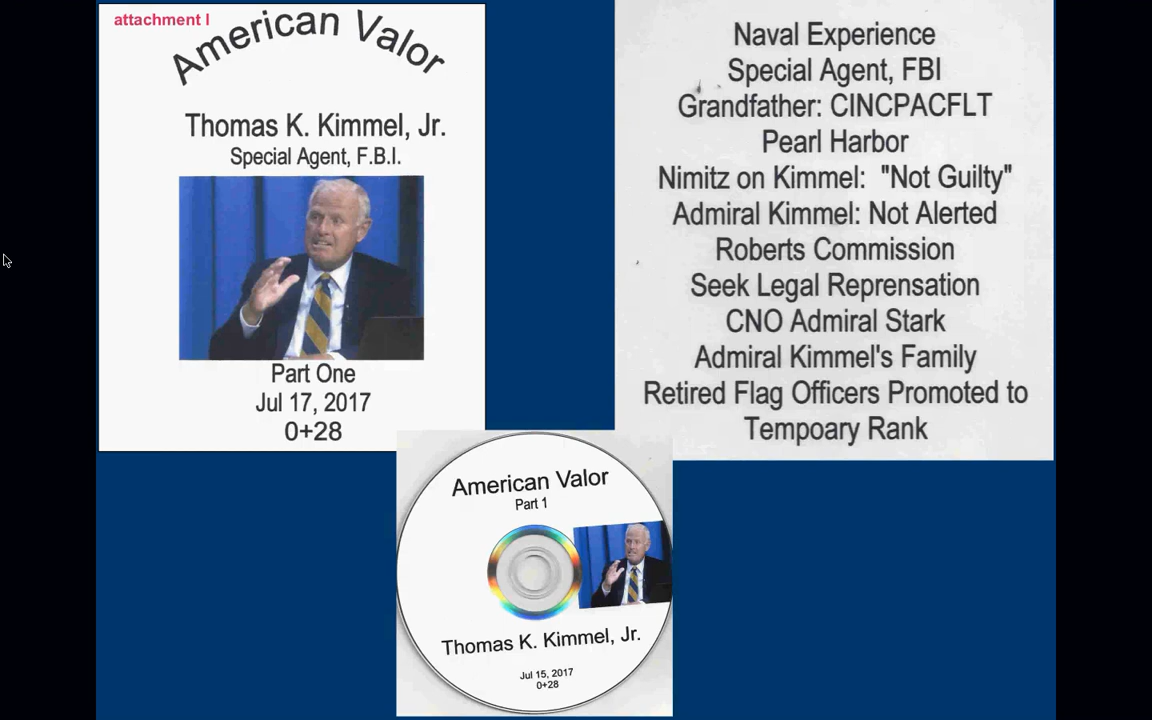 attachment I
American Valor
Thomas K. Kimmel, Jr.
Special Agent, F.B.I.
Part One
Jul 17, 2017
0+28
Naval Experience
Special Agent, FBI
Grandfather: CINCPACFLT
Pearl Harbor
Nimitz on Kimmel: "Not Guilty"
Admiral Kimmel: Not Alerted
Roberts Commission
Seek Legal Reprensation
CNO Admiral Stark
Admiral Kimmel's Family
Retired Flag Officers Promoted to
Tempoary Rank
American Valor
Part 1
Thomas K. Kimmel, Jr.
Jul 15, 2017
0+28